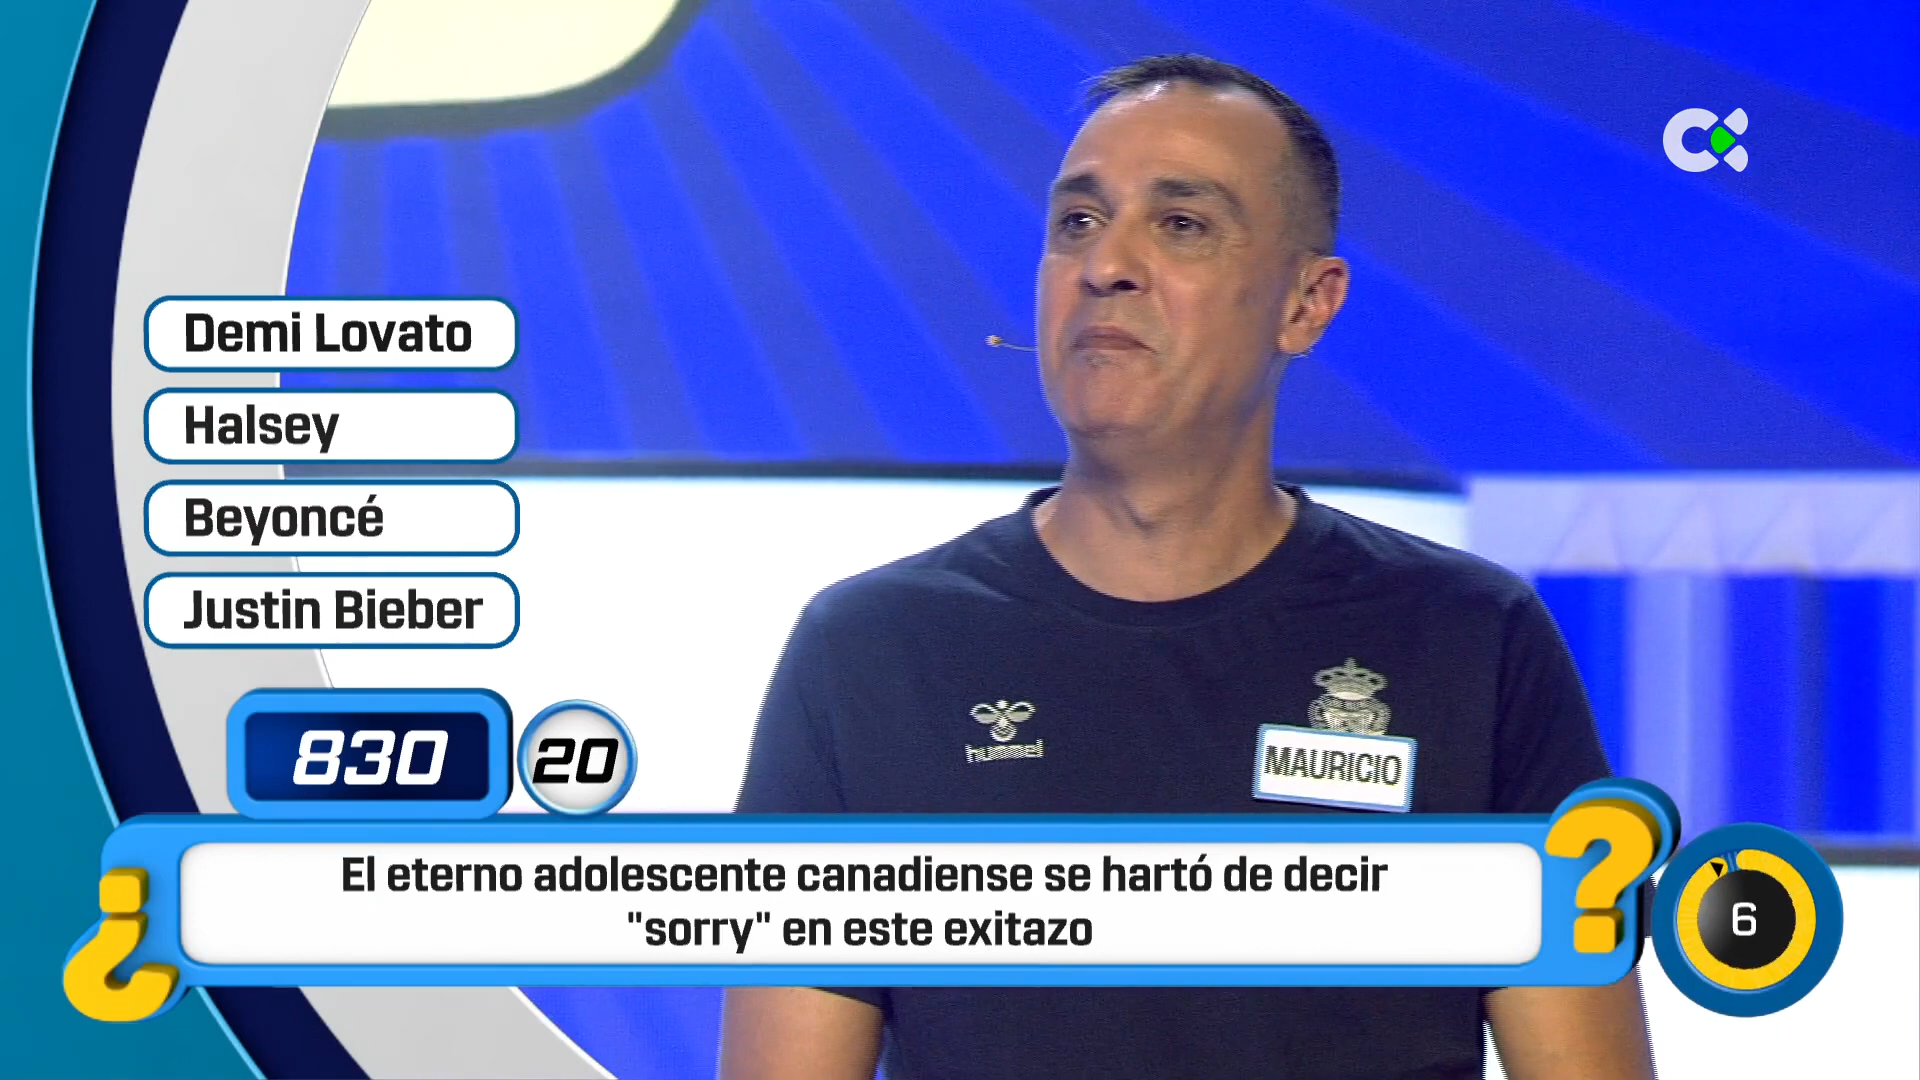 Demi Lovato
Halsey
Beyoncé
Justin Bieber
830
20
hummel
MAURICIO
El eterno adolescente canadiense se hartó de decir
"sorry" en este exitazo
6